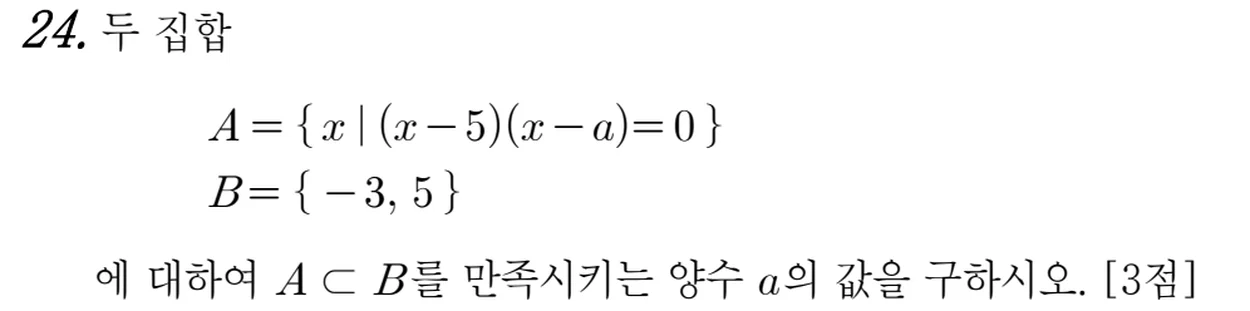 24. 두 집합
A = { x | (x − 5)(x − a) = 0 }
B = { − 3, 5 }
에 대하여 A ⊂ B를 만족시키는 양수 a의 값을 구하시오. [3점]